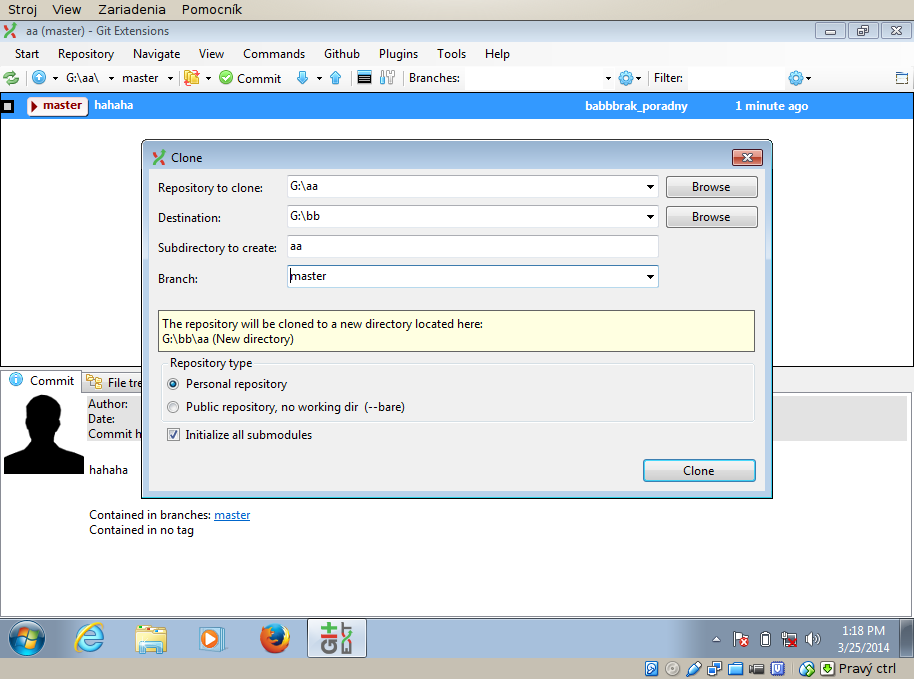 Stroj View Zariadenia Pomocník
aa (master) - Git Extensions
Start Repository Navigate View Commands Github Plugins Tools Help
G:\aa\ master Commit Branches: Filter:
master hahaha babbbrak_poradny 1 minute ago
Clone
Repository to clone: G:\aa Browse
Destination: G:\bb Browse
Subdirectory to create: aa
Branch: master
The repository will be cloned to a new directory located here:
G:\bb\aa (New directory)
Repository type
Personal repository
Public repository, no working dir (--bare)
Initialize all submodules
Clone
Commit File tre
Author:
Date:
Commit h
hahaha
Contained in branches: master
Contained in no tag
Git Ext
1:18 PM
3/25/2014
Pravý ctrl